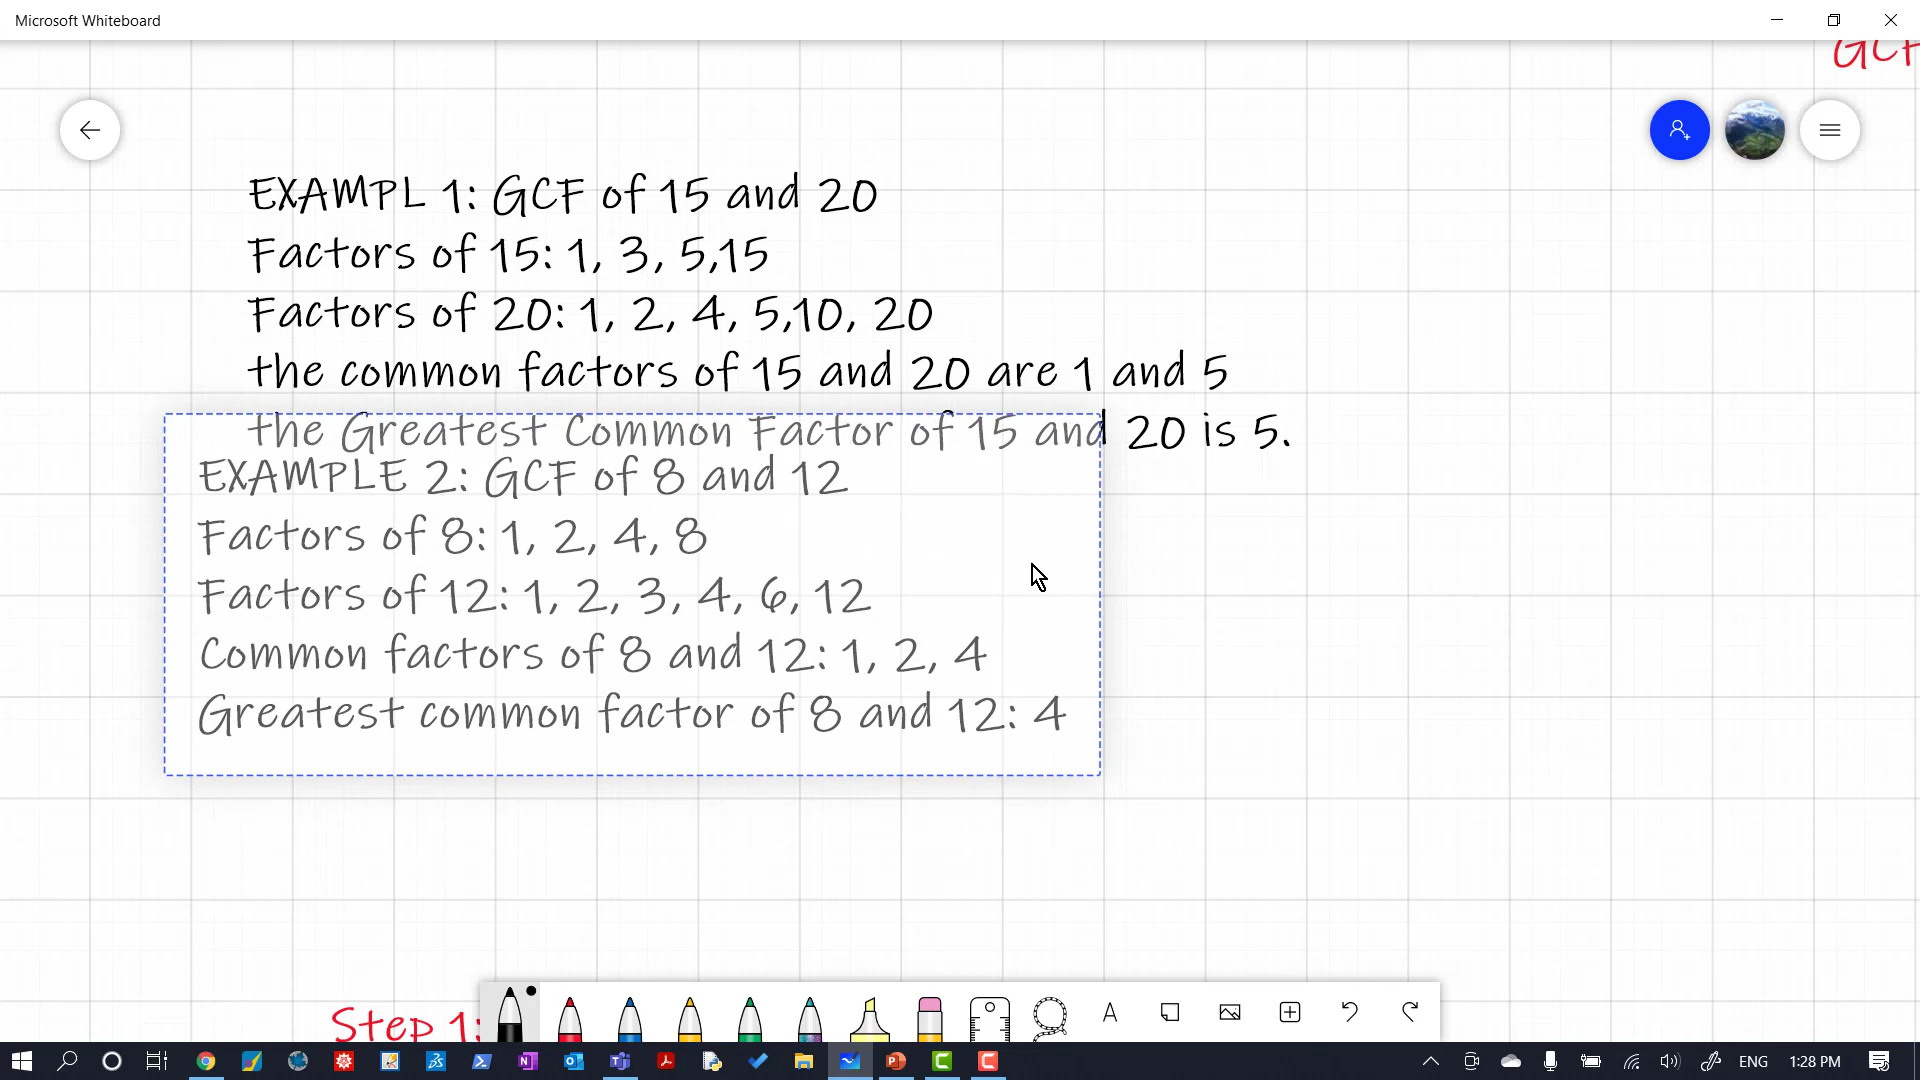 Microsoft Whiteboard
GCF
EXAMPL 1: GCF of 15 and 20
Factors of 15: 1, 3, 5,15
Factors of 20: 1, 2, 4, 5,10, 20
the common factors of 15 and 20 are 1 and 5
the Greatest Common Factor of 15 and 20 is 5.
EXAMPLE 2: GCF of 8 and 12
Factors of 8: 1, 2, 4, 8
Factors of 12: 1, 2, 3, 4, 6, 12
Common factors of 8 and 12: 1, 2, 4
Greatest common factor of 8 and 12: 4
Step 1:
A
ENG 1:28 PM